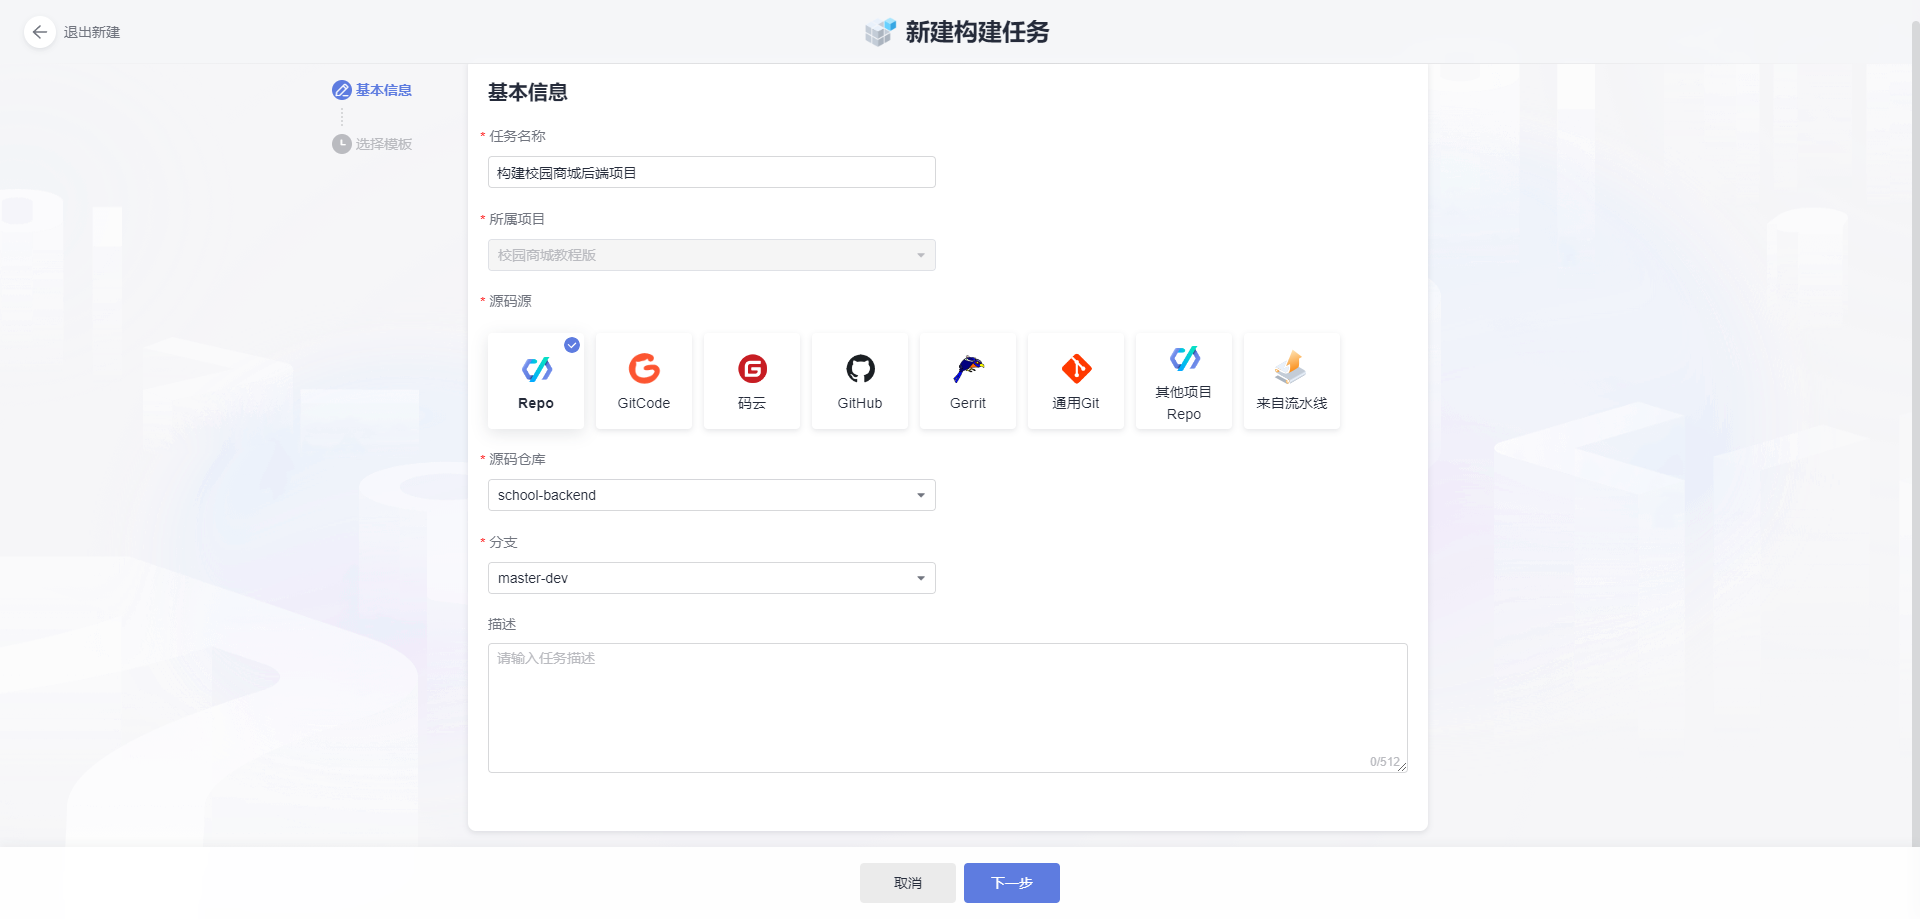 退出新建
新建构建任务
基本信息
选择模板
基本信息
* 任务名称
构建校园商城后端项目
* 所属项目
校园商城教程版
* 源码源
Repo
GitCode
码云
GitHub
Gerrit
通用Git
其他项目
Repo
来自流水线
* 源码仓库
school-backend
* 分支
master-dev
描述
请输入任务描述
0/512
取消
下一步